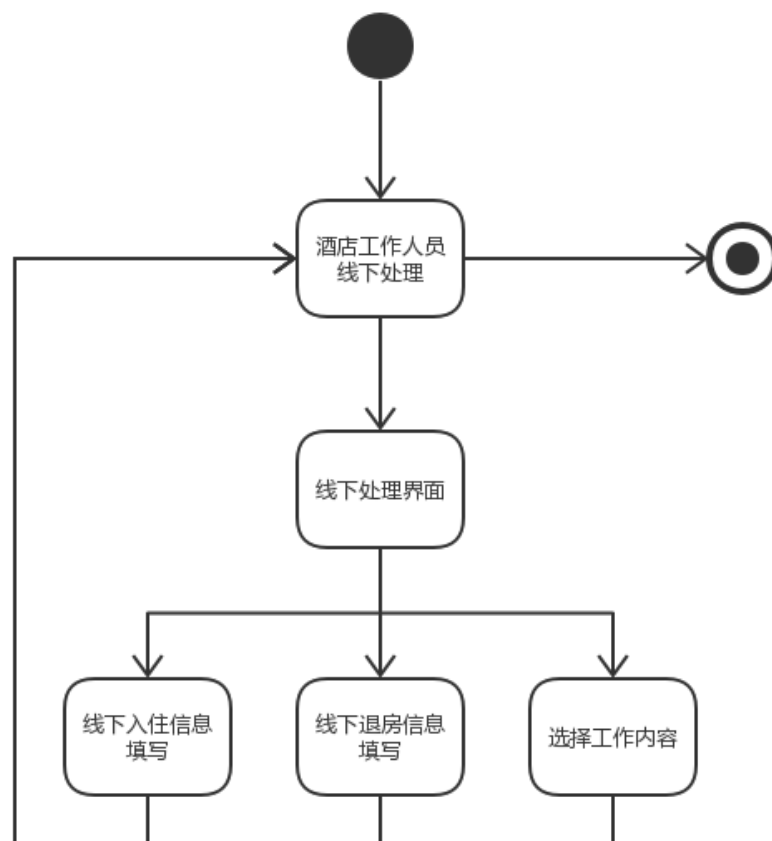 酒店工作人员
线下处理
线下处理界面
线下入住信息
填写
线下退房信息
填写
选择工作内容